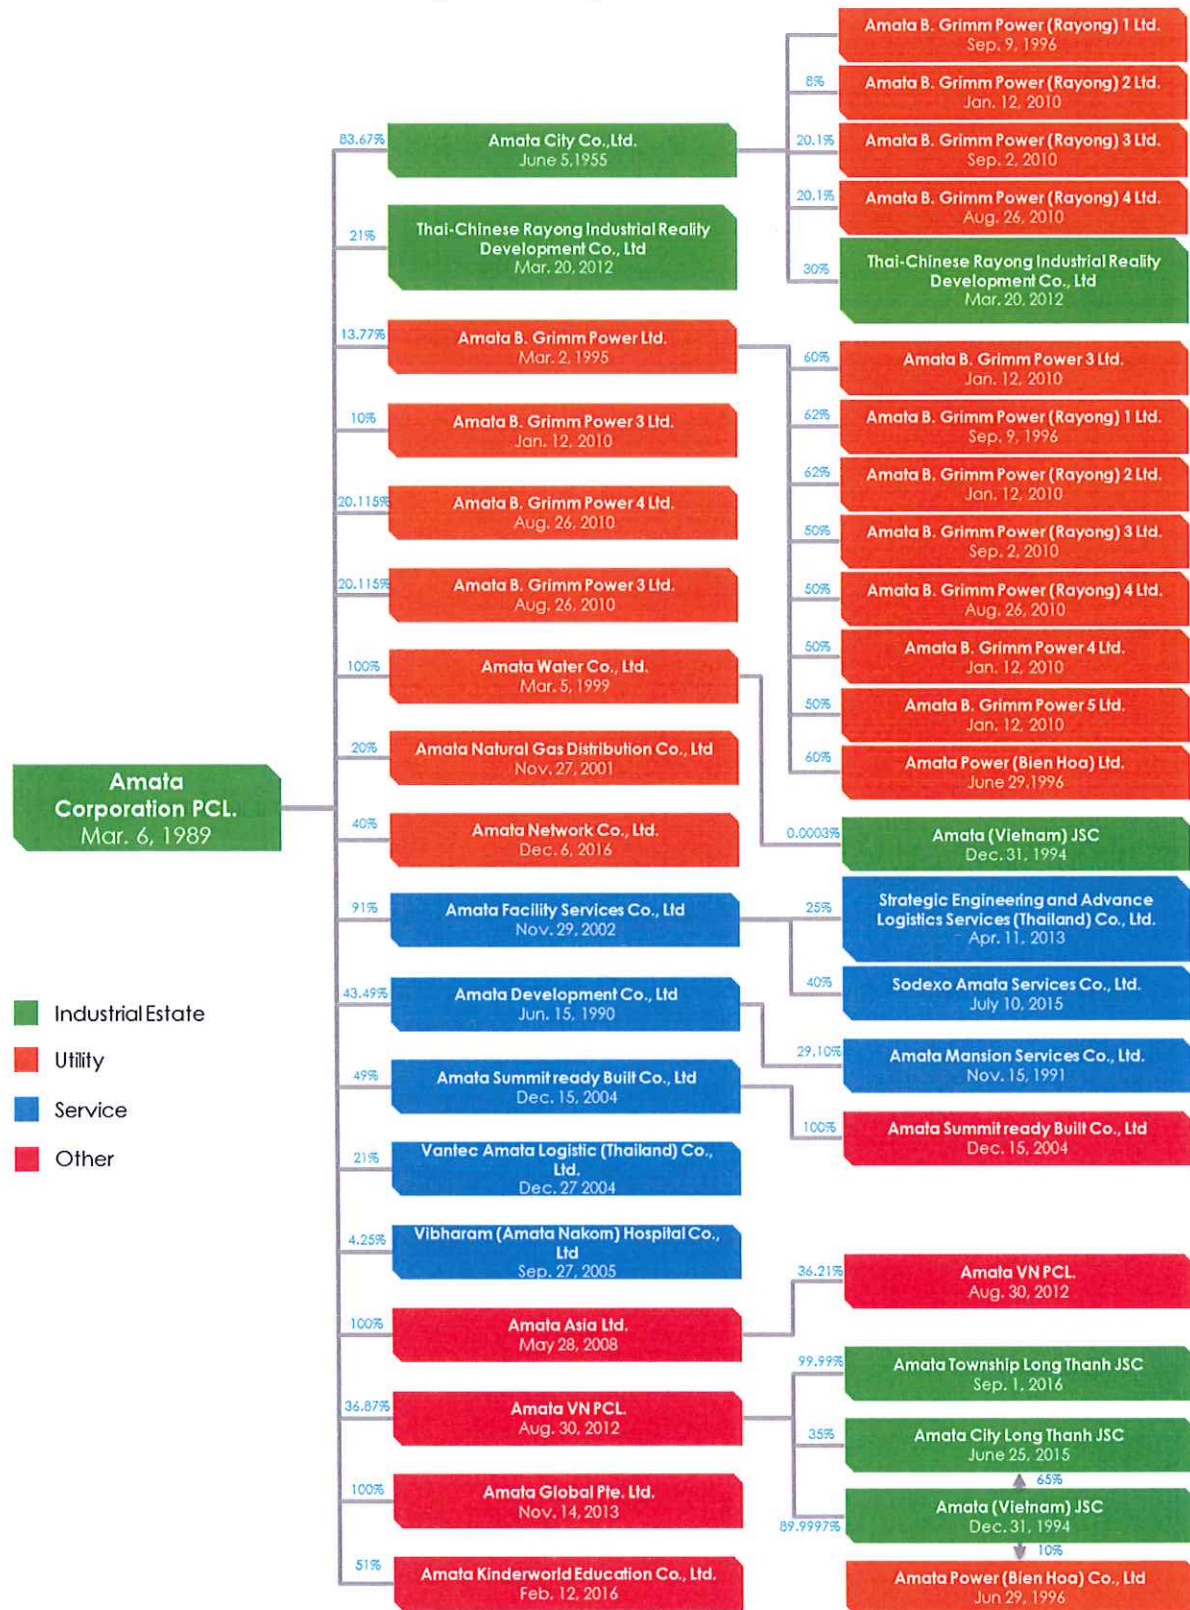 Amata
Corporation PCL.
Mar. 6, 1989
Industrial Estate
Utility
Service
Other
83.67%
Amata City Co.,Ltd.
June 5,1955
21%
Thai-Chinese Rayong Industrial Reality
Development Co., Ltd
Mar. 20, 2012
13.77%
Amata B. Grimm Power Ltd.
Mar. 2, 1995
10%
Amata B. Grimm Power 3 Ltd.
Jan. 12, 2010
20.115%
Amata B. Grimm Power 4 Ltd.
Aug. 26, 2010
20.115%
Amata B. Grimm Power 3 Ltd.
Aug. 26, 2010
100%
Amata Water Co., Ltd.
Mar. 5, 1999
20%
Amata Natural Gas Distribution Co., Ltd
Nov. 27, 2001
40%
Amata Network Co., Ltd.
Dec. 6, 2016
91%
Amata Facility Services Co., Ltd
Nov. 29, 2002
43.49%
Amata Development Co., Ltd
Jun. 15, 1990
49%
Amata Summit ready Built Co., Ltd
Dec. 15, 2004
21%
Vantec Amata Logistic (Thailand) Co.,
Ltd.
Dec. 27 2004
4.25%
Vibharam (Amata Nakom) Hospital Co.,
Ltd
Sep. 27, 2005
100%
Amata Asia Ltd.
May 28, 2008
36.87%
Amata VN PCL.
Aug. 30, 2012
100%
Amata Global Pte. Ltd.
Nov. 14, 2013
51%
Amata Kinderworld Education Co., Ltd.
Feb. 12, 2016
Amata B. Grimm Power (Rayong) 1 Ltd.
Sep. 9, 1996
8%
Amata B. Grimm Power (Rayong) 2 Ltd.
Jan. 12, 2010
20.1%
Amata B. Grimm Power (Rayong) 3 Ltd.
Sep. 2, 2010
20.1%
Amata B. Grimm Power (Rayong) 4 Ltd.
Aug. 26, 2010
30%
Thai-Chinese Rayong Industrial Reality
Development Co., Ltd
Mar. 20, 2012
60%
Amata B. Grimm Power 3 Ltd.
Jan. 12, 2010
62%
Amata B. Grimm Power (Rayong) 1 Ltd.
Sep. 9, 1996
62%
Amata B. Grimm Power (Rayong) 2 Ltd.
Jan. 12, 2010
50%
Amata B. Grimm Power (Rayong) 3 Ltd.
Sep. 2, 2010
50%
Amata B. Grimm Power (Rayong) 4 Ltd.
Aug. 26, 2010
50%
Amata B. Grimm Power 4 Ltd.
Jan. 12, 2010
50%
Amata B. Grimm Power 5 Ltd.
Jan. 12, 2010
60%
Amata Power (Bien Hoa) Ltd.
June 29,1996
0.0003%
Amata (Vietnam) JSC
Dec. 31, 1994
25%
Strategic Engineering and Advance
Logistics Services (Thailand) Co., Ltd.
Apr. 11, 2013
40%
Sodexo Amata Services Co., Ltd.
July 10, 2015
29,10%
Amata Mansion Services Co., Ltd.
Nov. 15, 1991
100%
Amata Summit ready Built Co., Ltd
Dec. 15, 2004
36.21%
Amata VN PCL.
Aug. 30, 2012
99.99%
Amata Township Long Thanh JSC
Sep. 1, 2016
35%
Amata City Long Thanh JSC
June 25, 2015
65%
89.9997%
Amata (Vietnam) JSC
Dec. 31, 1994
10%
Amata Power (Bien Hoa) Co., Ltd
Jun 29, 1996